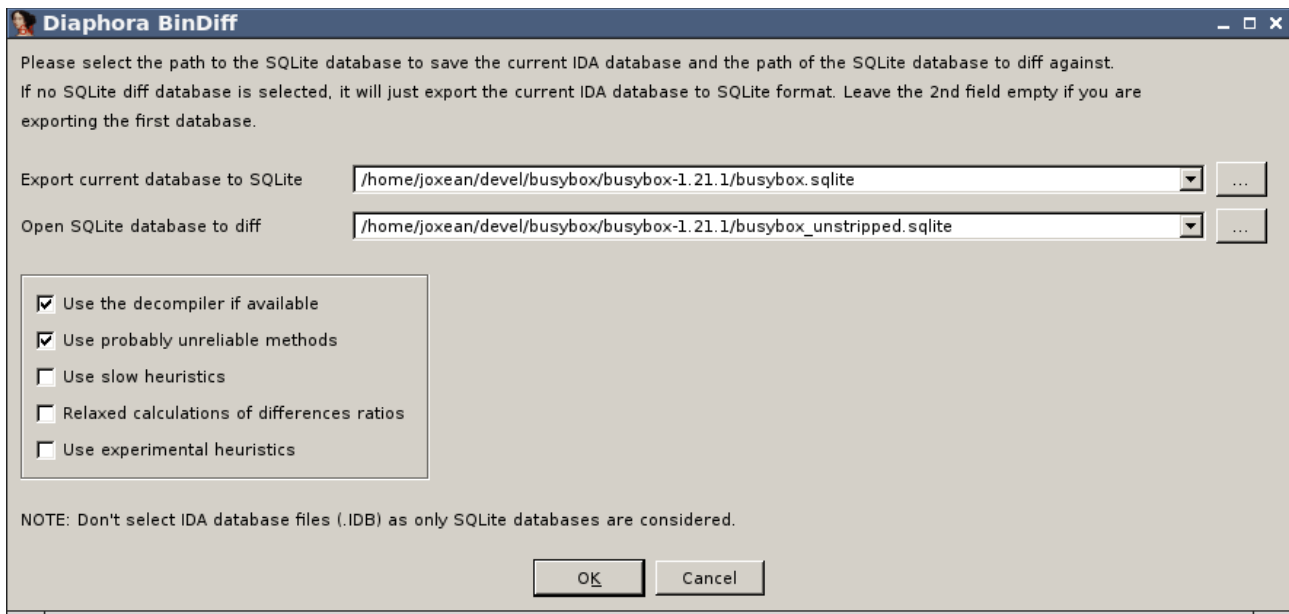 Diaphora BinDiff
Please select the path to the SQLite database to save the current IDA database and the path of the SQLite database to diff against.
If no SQLite diff database is selected, it will just export the current IDA database to SQLite format. Leave the 2nd field empty if you are
exporting the first database.
Export current database to SQLite /home/joxean/devel/busybox/busybox-1.21.1/busybox.sqlite ...
Open SQLite database to diff /home/joxean/devel/busybox/busybox-1.21.1/busybox_unstripped.sqlite ...
Use the decompiler if available
Use probably unreliable methods
Use slow heuristics
Relaxed calculations of differences ratios
Use experimental heuristics
NOTE: Don't select IDA database files (.IDB) as only SQLite databases are considered.
OK Cancel